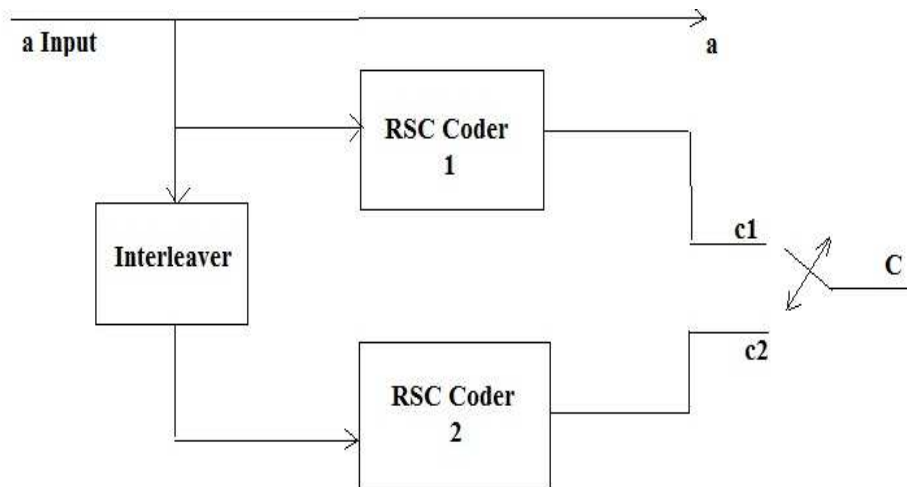 a Input
a
RSC Coder
1
c1
Interleaver
C
c2
RSC Coder
2